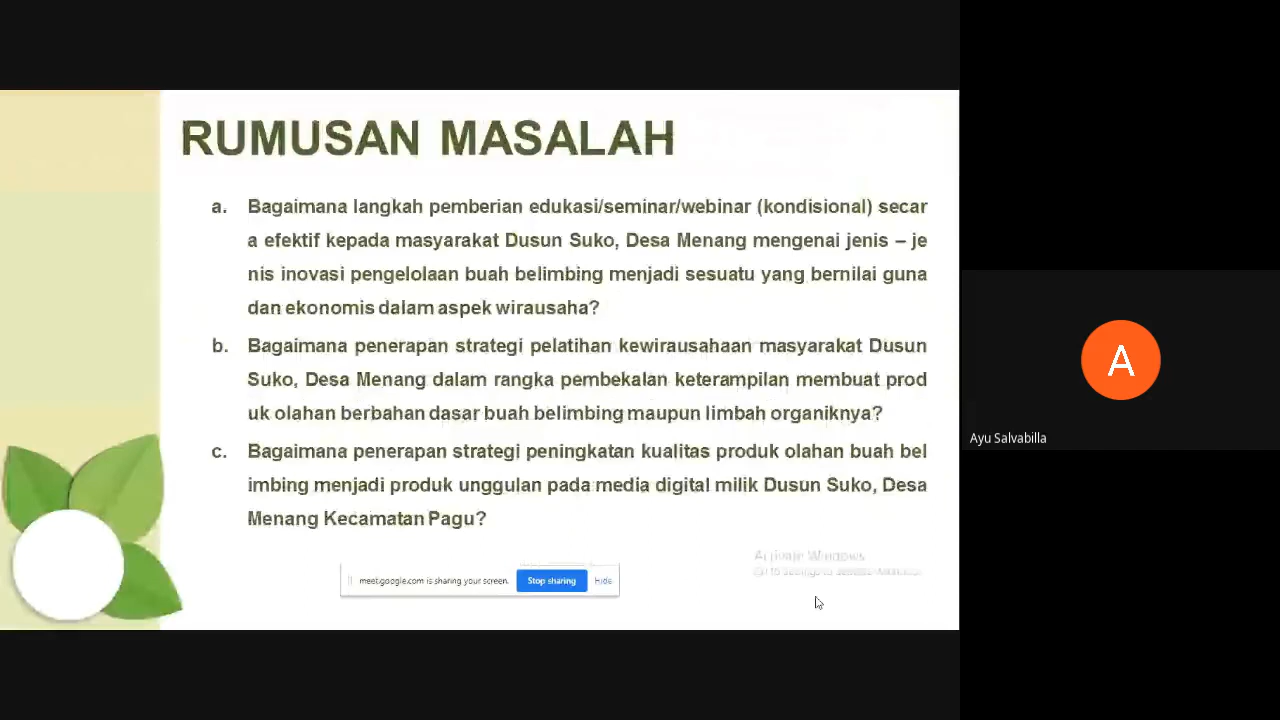 RUMUSAN MASALAH
a. Bagaimana langkah pemberian edukasi/seminar/webinar (kondisional) secar
a efektif kepada masyarakat Dusun Suko, Desa Menang mengenai jenis – je
nis inovasi pengelolaan buah belimbing menjadi sesuatu yang bernilai guna
dan ekonomis dalam aspek wirausaha?
b. Bagaimana penerapan strategi pelatihan kewirausahaan masyarakat Dusun
Suko, Desa Menang dalam rangka pembekalan keterampilan membuat prod
uk olahan berbahan dasar buah belimbing maupun limbah organiknya?
c. Bagaimana penerapan strategi peningkatan kualitas produk olahan buah bel
imbing menjadi produk unggulan pada media digital milik Dusun Suko, Desa
Menang Kecamatan Pagu?
Activate Windows
meet.google.com is sharing your screen. Stop sharing Hide
A
Ayu Salvabilla